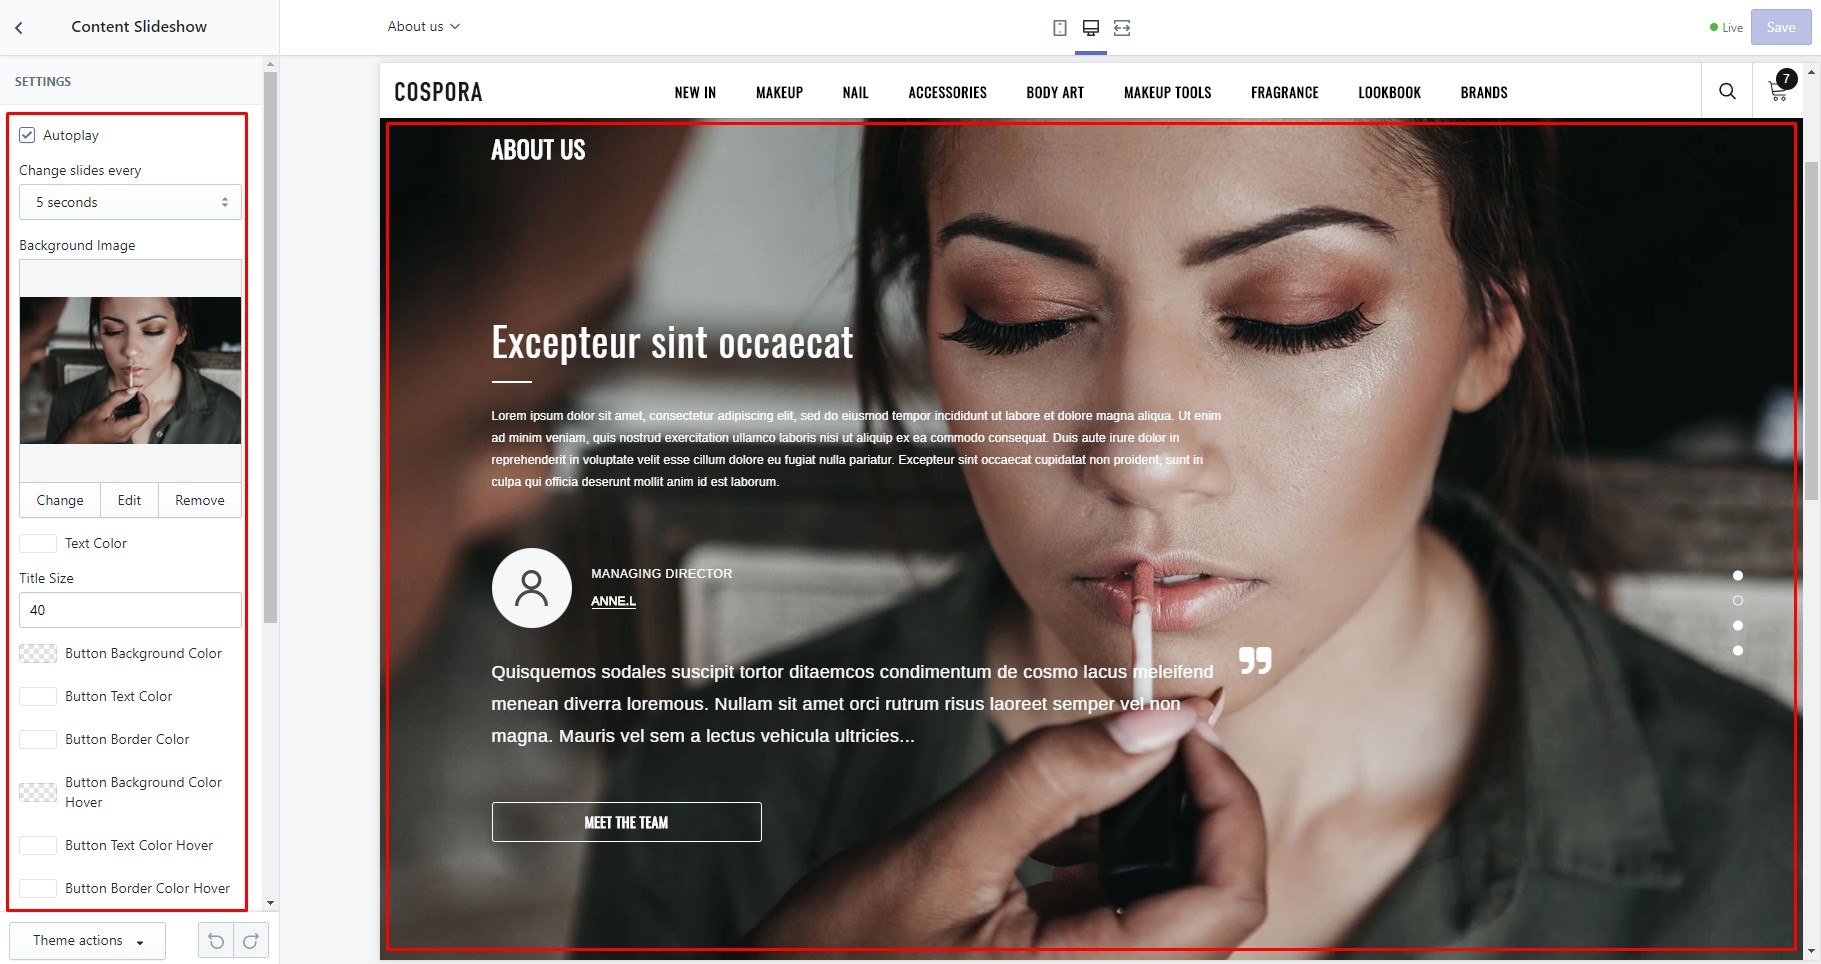 Content Slideshow
About us
Live
Save
SETTINGS
Autoplay
Change slides every
5 seconds
Background Image
Change
Edit
Remove
Text Color
Title Size
40
Button Background Color
Button Text Color
Button Border Color
Button Background Color
Hover
Button Text Color Hover
Button Border Color Hover
Theme actions
COSPORA
NEW IN
MAKEUP
NAIL
ACCESSORIES
BODY ART
MAKEUP TOOLS
FRAGRANCE
LOOKBOOK
BRANDS
7
ABOUT US
Excepteur sint occaecat
Lorem ipsum dolor sit amet, consectetur adipiscing elit, sed do eiusmod tempor incididunt ut labore et dolore magna aliqua. Ut enim
ad minim veniam, quis nostrud exercitation ullamco laboris nisi ut aliquip ex ea commodo consequat. Duis aute irure dolor in
reprehenderit in voluptate velit esse cillum dolore eu fugiat nulla pariatur. Excepteur sint occaecat cupidatat non proident, sunt in
culpa qui officia deserunt mollit anim id est laborum.
MANAGING DIRECTOR
ANNE.L
Quisquemos sodales suscipit tortor ditaemcos condimentum de cosmo lacus meleifend
menean diverra loremous. Nullam sit amet orci rutrum risus laoreet semper vel non
magna. Mauris vel sem a lectus vehicula ultricies...
”
MEET THE TEAM